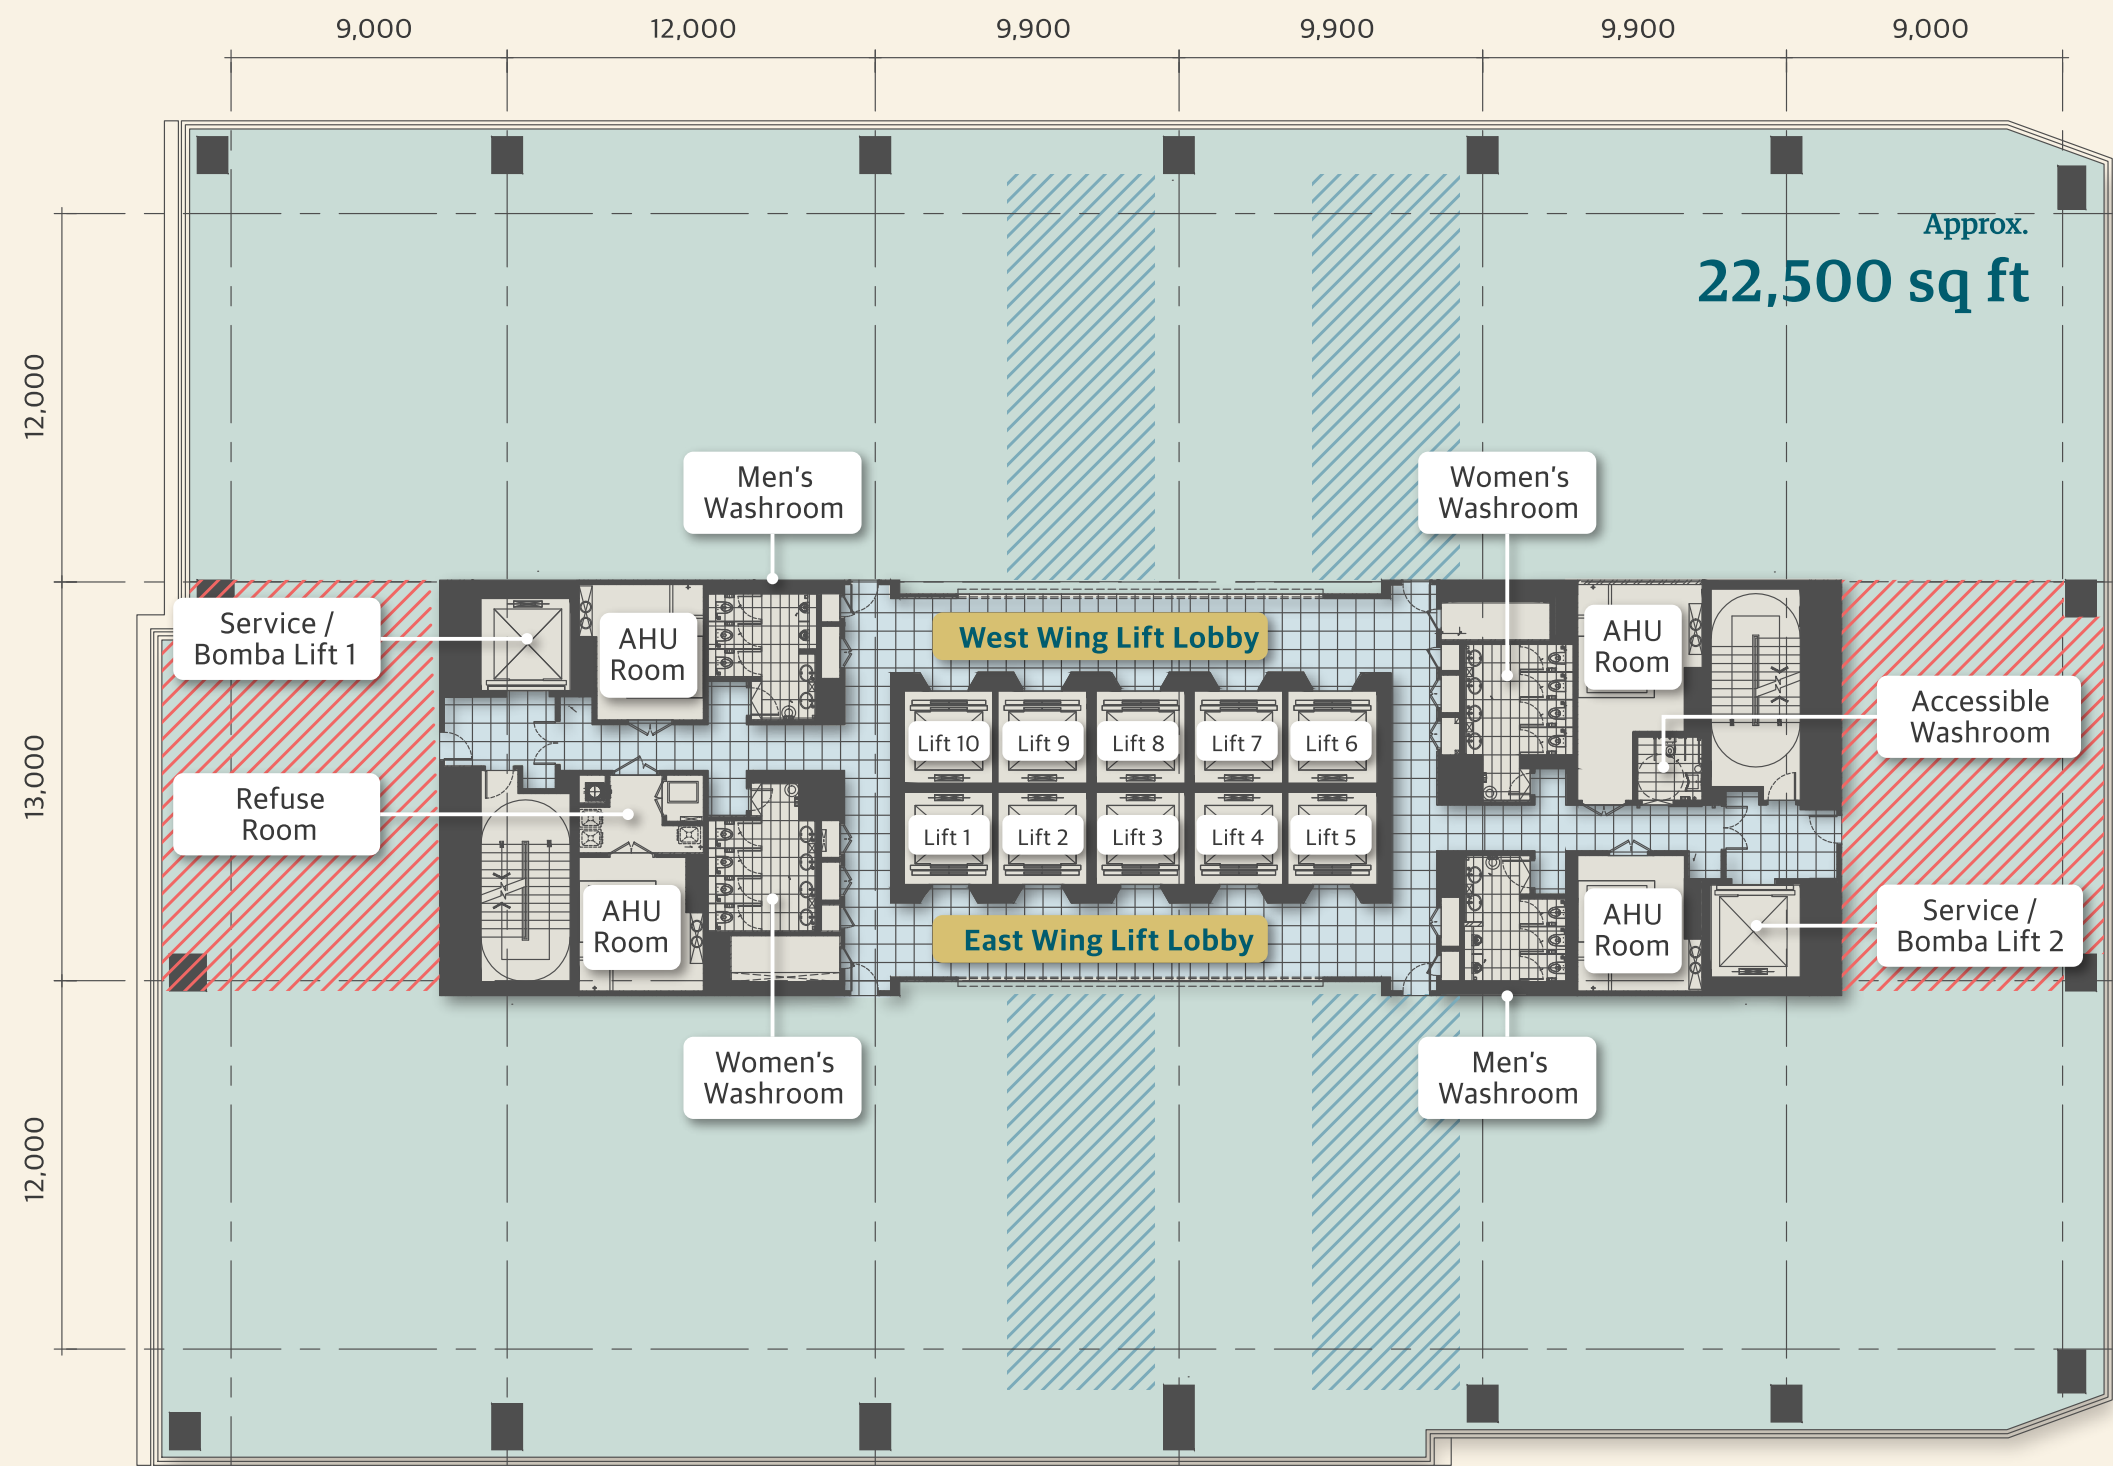 9,000
12,000
9,900
9,900
9,900
9,000
Approx.
22,500 sq ft
12,000
13,000
12,000
Men's
Washroom
Women's
Washroom
Service /
Bomba Lift 1
AHU
Room
West Wing Lift Lobby
AHU
Room
Accessible
Washroom
Lift 10
Lift 9
Lift 8
Lift 7
Lift 6
Refuse
Room
Lift 1
Lift 2
Lift 3
Lift 4
Lift 5
AHU
Room
East Wing Lift Lobby
AHU
Room
Service /
Bomba Lift 2
Women's
Washroom
Men's
Washroom